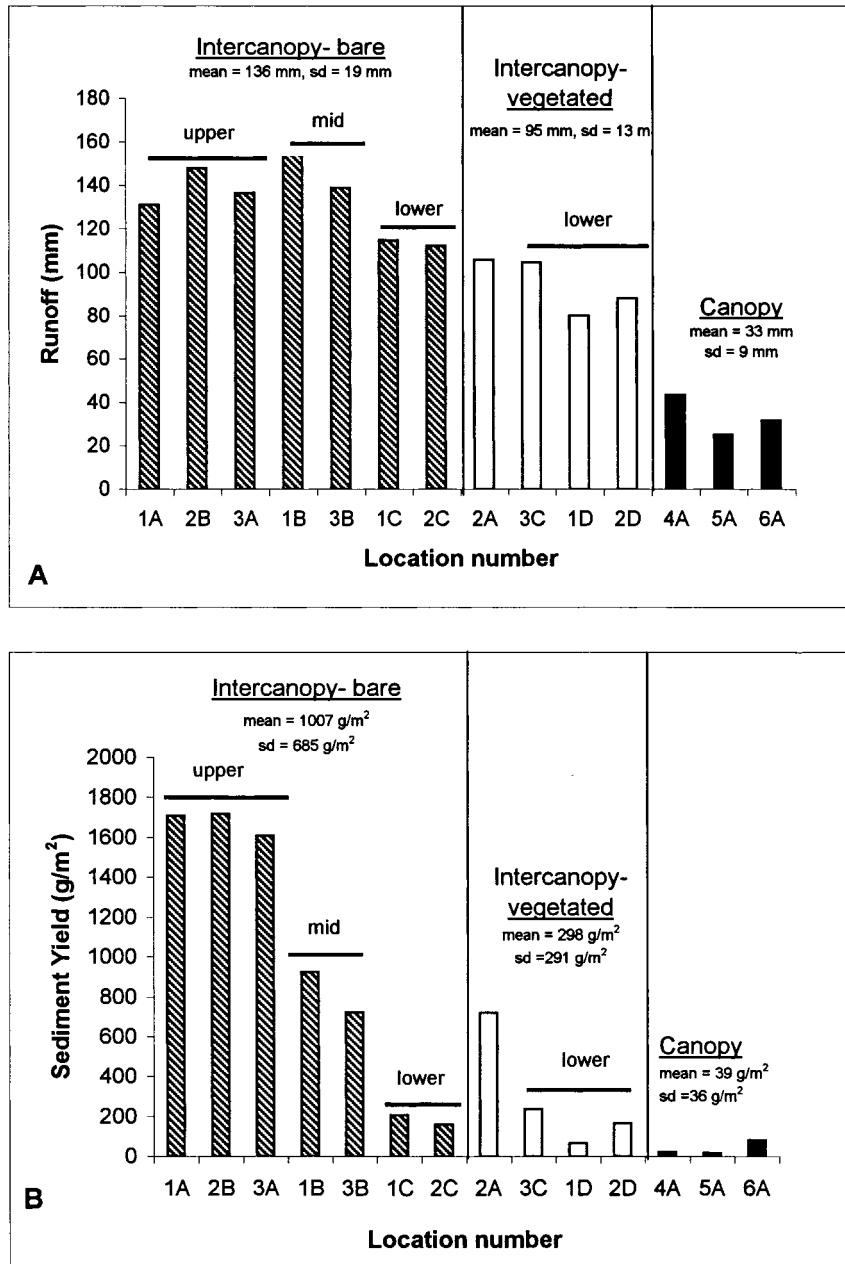 Intercanopy- bare
mean = 136 mm, sd = 19 mm
Intercanopy-
vegetated
mean = 95 mm, sd = 13 m
Canopy
mean = 33 mm
sd = 9 mm
upper
mid
lower
lower
Runoff (mm)
180
160
140
120
100
80
60
40
20
0
1A 2B 3A 1B 3B 1C 2C 2A 3C 1D 2D 4A 5A 6A
Location number
A
Intercanopy- bare
mean = 1007 g/m²
sd = 685 g/m²
Intercanopy-
vegetated
mean = 298 g/m²
sd =291 g/m²
Canopy
mean = 39 g/m²
sd =36 g/m²
upper
mid
lower
lower
Sediment Yield (g/m²)
2000
1800
1600
1400
1200
1000
800
600
400
200
0
1A 2B 3A 1B 3B 1C 2C 2A 3C 1D 2D 4A 5A 6A
Location number
B